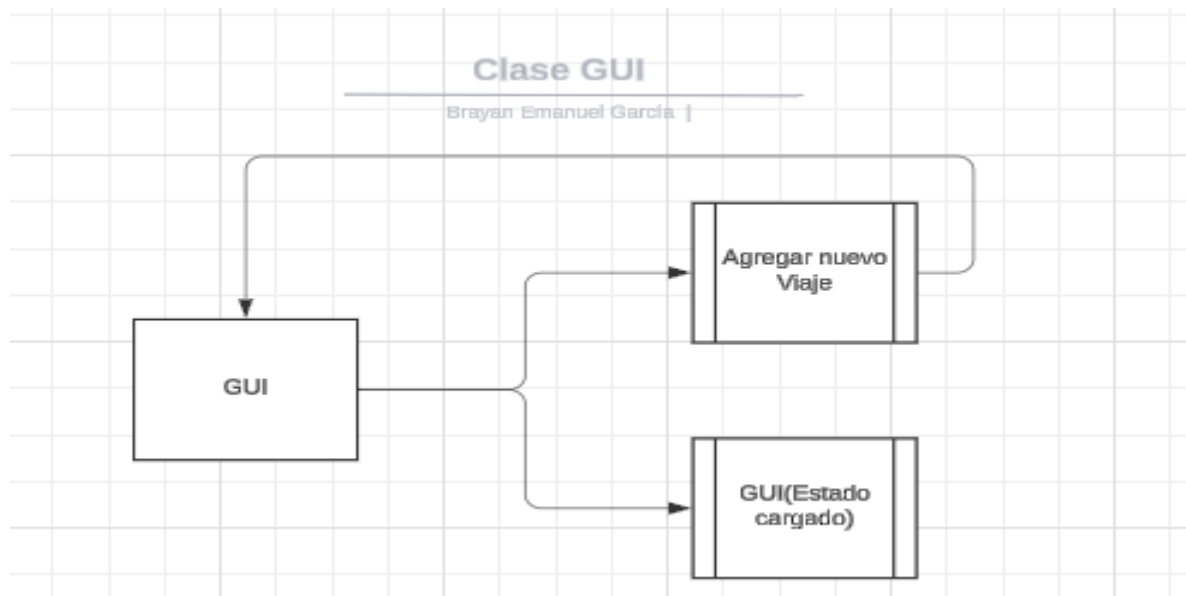 Clase GUI
Brayan Emanuel García |
Agregar nuevo
Viaje
GUI
GUI(Estado
cargado)